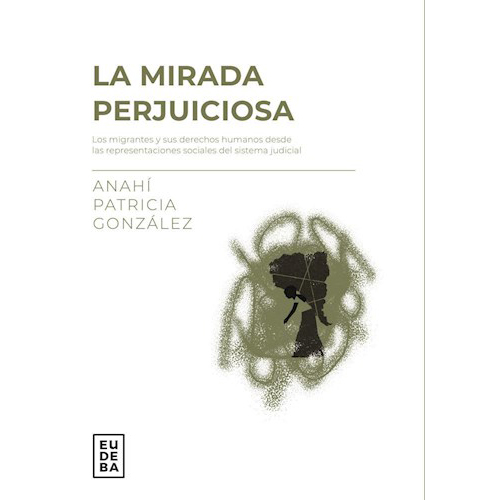 LA MIRADA
PERJUICIOSA
Los migrantes y sus derechos humanos desde
las representaciones sociales del sistema judicial
ANAHÍ
PATRICIA
GONZÁLEZ
EU
DE
BA